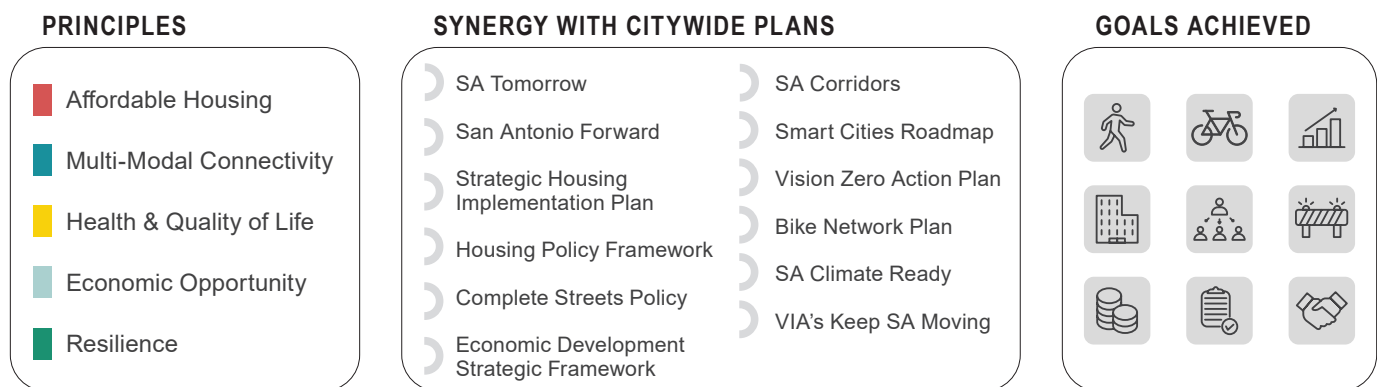 PRINCIPLES
Affordable Housing
Multi-Modal Connectivity
Health & Quality of Life
Economic Opportunity
Resilience
SYNERGY WITH CITYWIDE PLANS
SA Tomorrow
San Antonio Forward
Strategic Housing
Implementation Plan
Housing Policy Framework
Complete Streets Policy
Economic Development
Strategic Framework
SA Corridors
Smart Cities Roadmap
Vision Zero Action Plan
Bike Network Plan
SA Climate Ready
VIA's Keep SA Moving
GOALS ACHIEVED